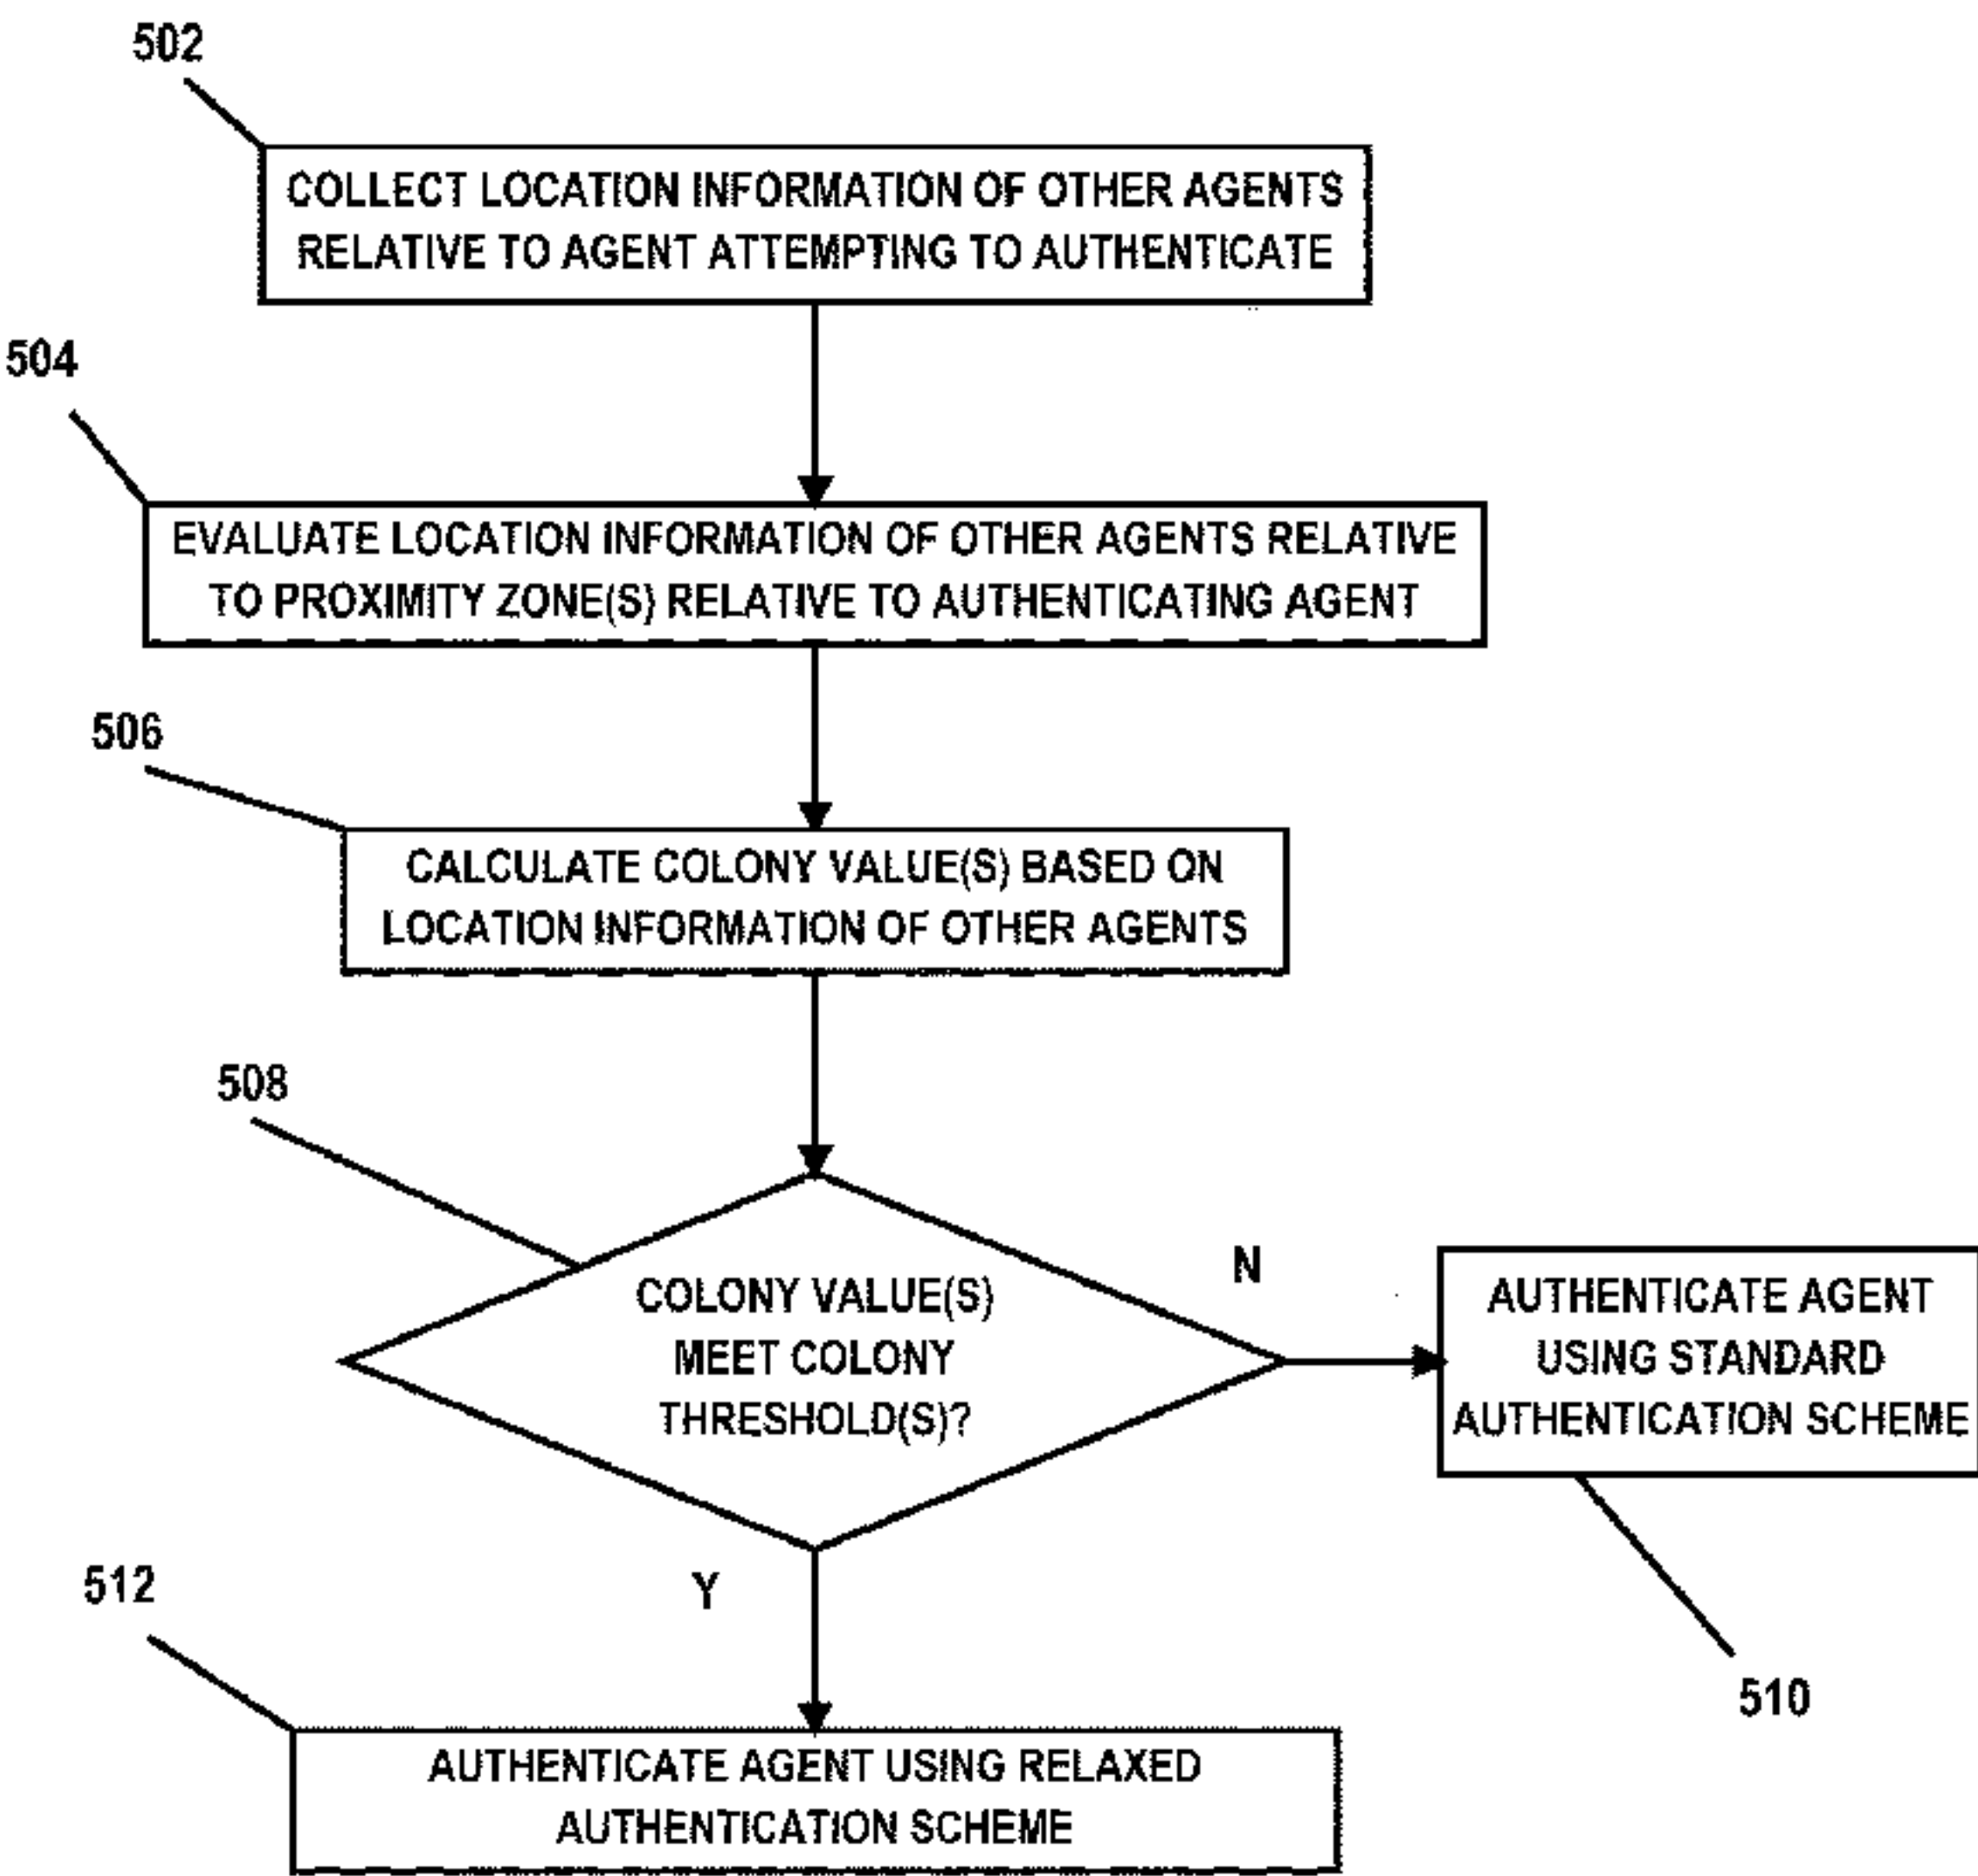 502
COLLECT LOCATION INFORMATION OF OTHER AGENTS
RELATIVE TO AGENT ATTEMPTING TO AUTHENTICATE
504
EVALUATE LOCATION INFORMATION OF OTHER AGENTS RELATIVE
TO PROXIMITY ZONE(S) RELATIVE TO AUTHENTICATING AGENT
506
CALCULATE COLONY VALUE(S) BASED ON
LOCATION INFORMATION OF OTHER AGENTS
508
COLONY VALUE(S)
MEET COLONY
THRESHOLD(S)?
N
AUTHENTICATE AGENT
USING STANDARD
AUTHENTICATION SCHEME
510
Y
512
AUTHENTICATE AGENT USING RELAXED
AUTHENTICATION SCHEME